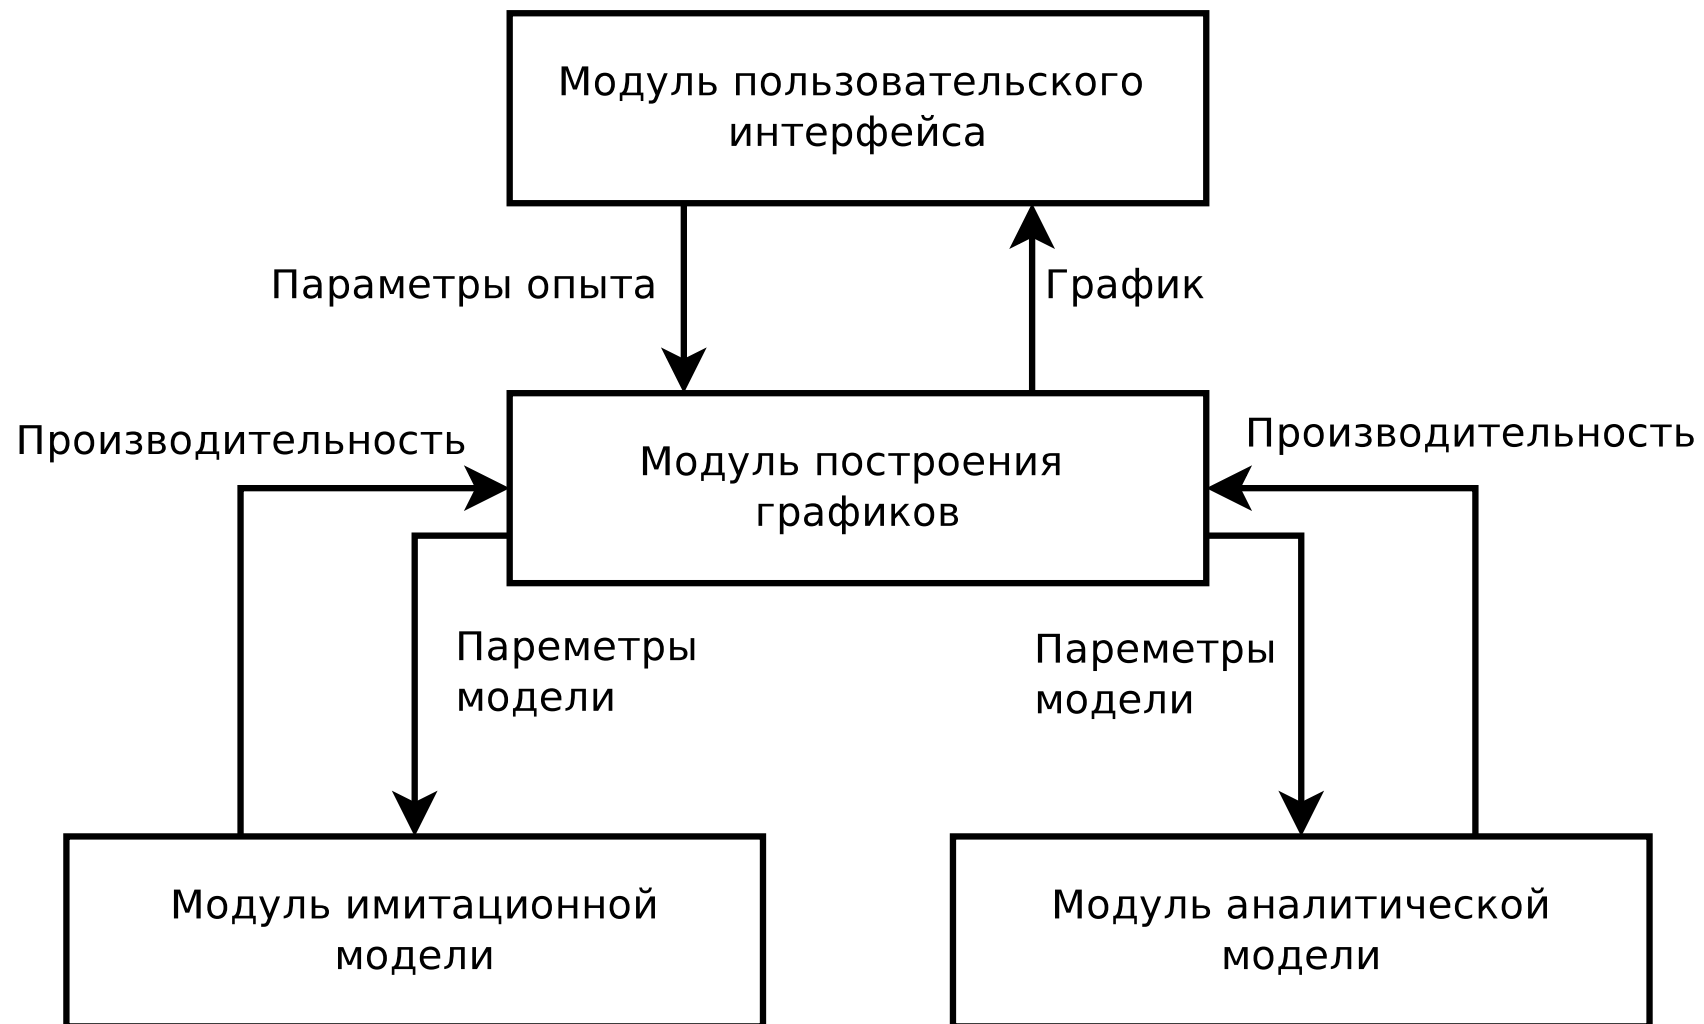 Модуль пользовательского
интерфейса
Параметры опыта
График
Производительность
Производительность
Модуль построения
графиков
Пареметры
модели
Пареметры
модели
Модуль имитационной
модели
Модуль аналитической
модели